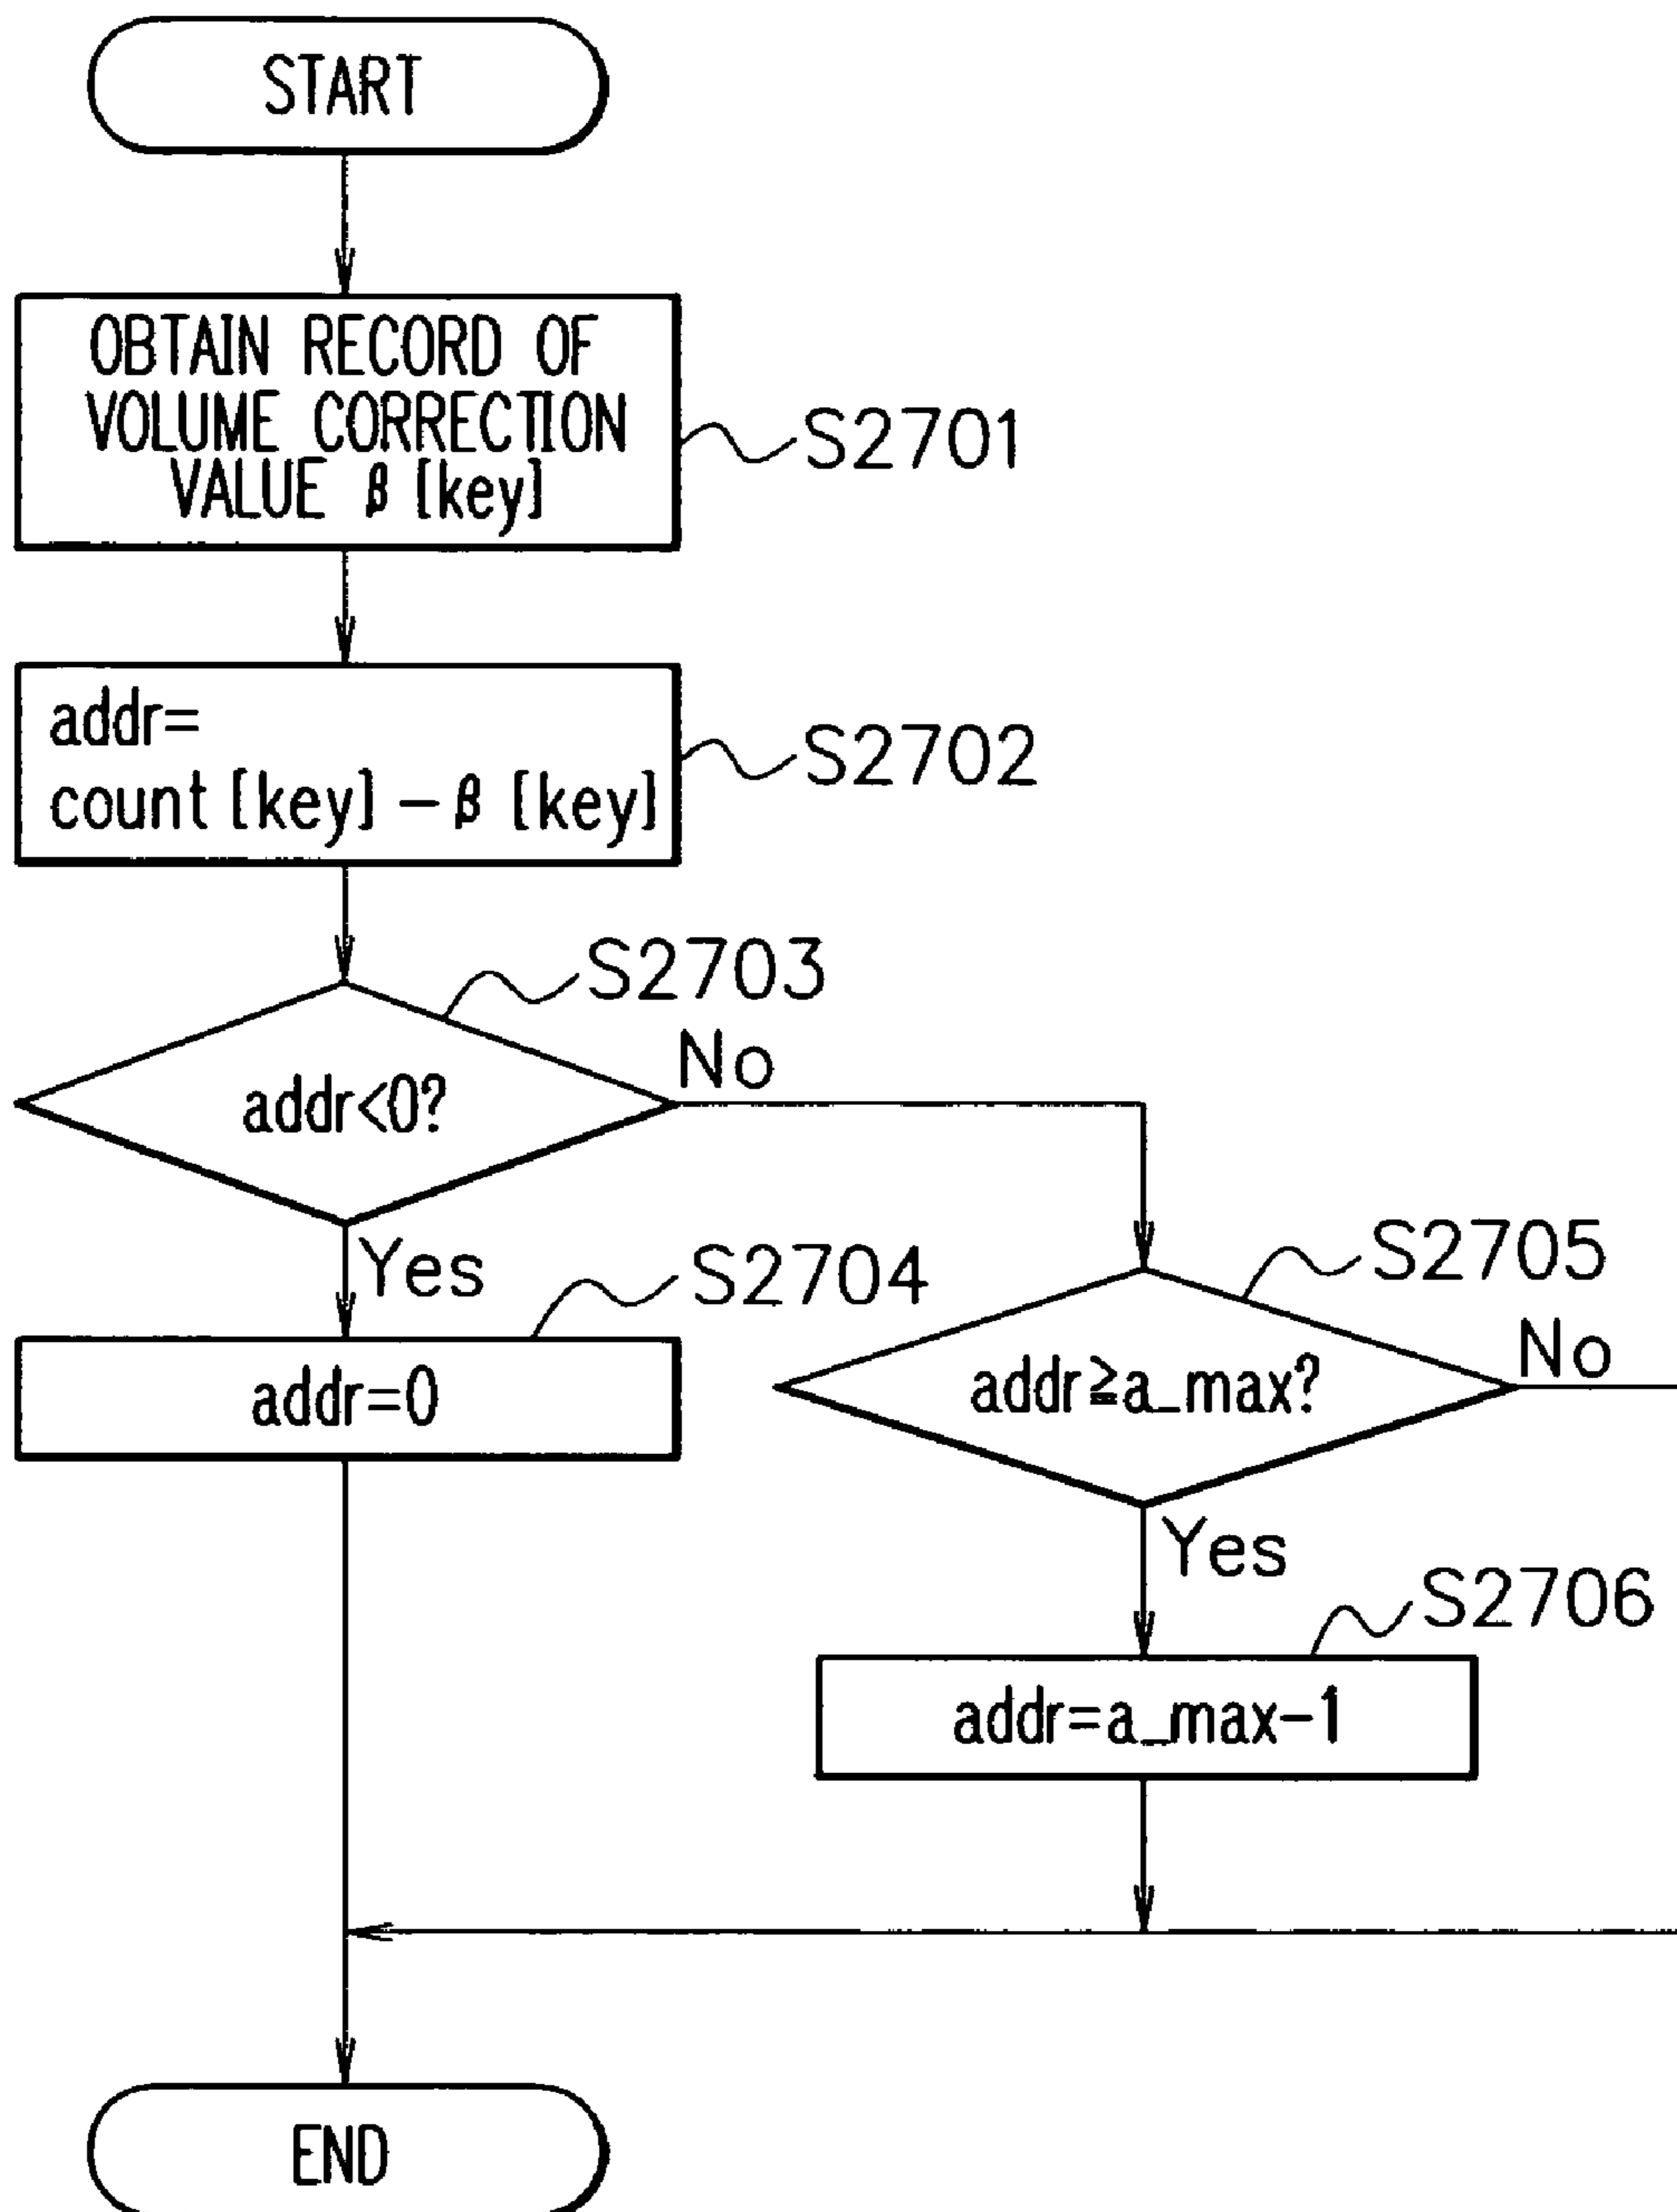 START
OBTAIN RECORD OF
VOLUME CORRECTION
VALUE β [key]
S2701
addr=
count [key] – β [key]
S2702
S2703
addr<0?
No
Yes
S2704
addr=0
S2705
addr≧a_max?
No
Yes
S2706
addr=a_max–1
END